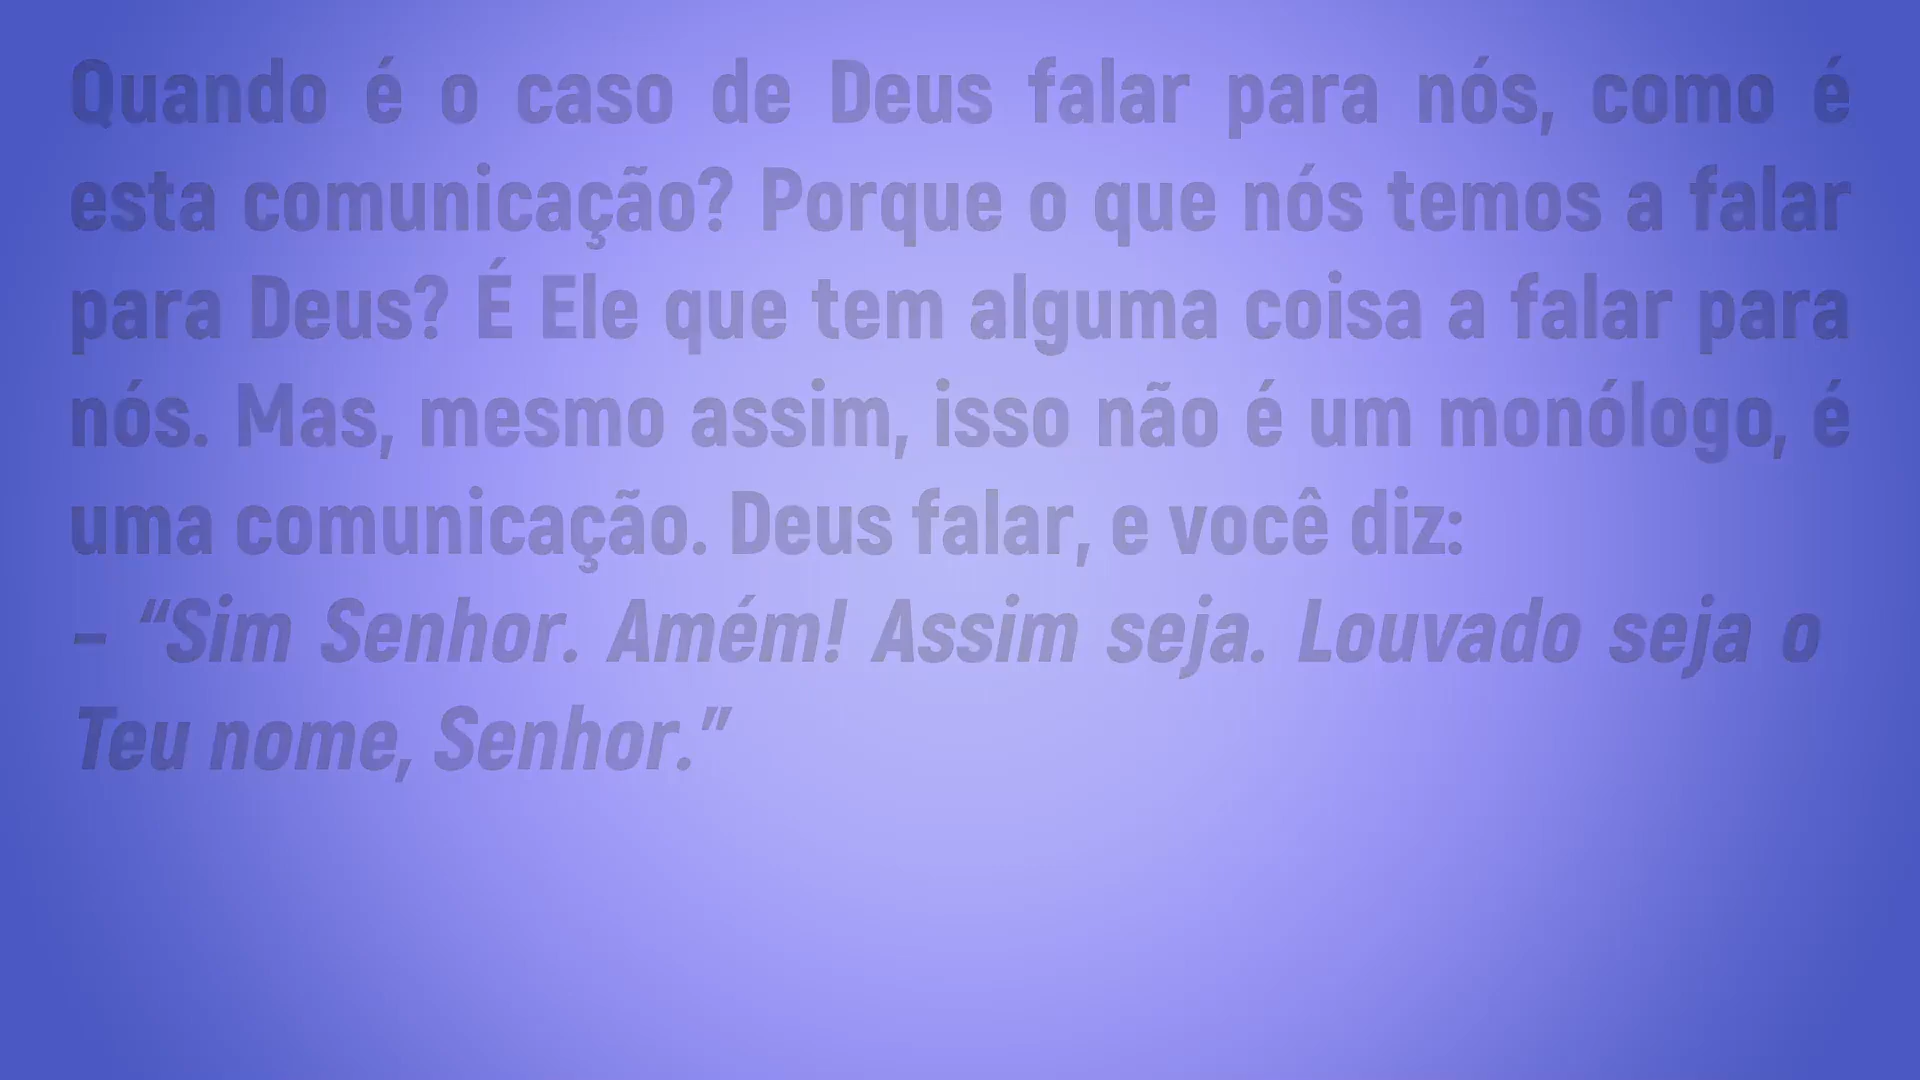 Quando é o caso de Deus falar para nós, como é
esta comunicação? Porque o que nós temos a falar
para Deus? É Ele que tem alguma coisa a falar para
nós. Mas, mesmo assim, isso não é um monólogo, é
uma comunicação. Deus falar, e você diz:
– “Sim Senhor. Amém! Assim seja. Louvado seja o
Teu nome, Senhor.”